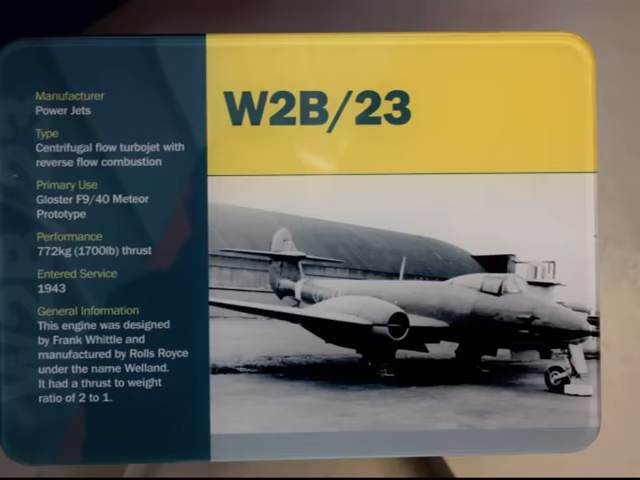 Manufacturer
Power Jets
Type
Centrifugal flow turbojet with
reverse flow combustion
Primary Use
Gloster F9/40 Meteor
Prototype
Performance
772kg (1700lb) thrust
Entered Service
1943
General Information
This engine was designed
by Frank Whittle and
manufactured by Rolls Royce
under the name Welland.
It had a thrust to weight
ratio of 2 to 1.
W2B/23
W2B/23